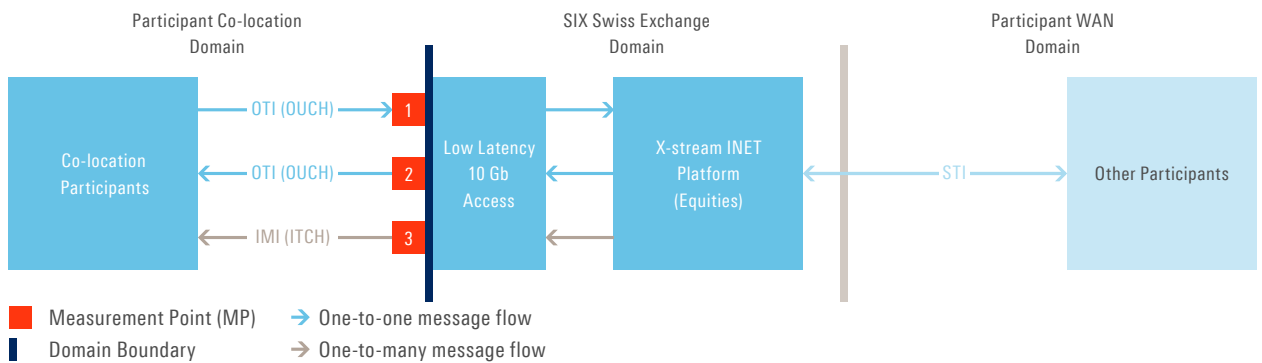 Participant Co-location
Domain
SIX Swiss Exchange
Domain
Participant WAN
Domain
Co-location
Participants
OTI (OUCH)
1
OTI (OUCH)
2
IMI (ITCH)
3
Low Latency
10 Gb
Access
X-stream INET
Platform
(Equities)
STI
Other Participants
Measurement Point (MP)
One-to-one message flow
Domain Boundary
One-to-many message flow